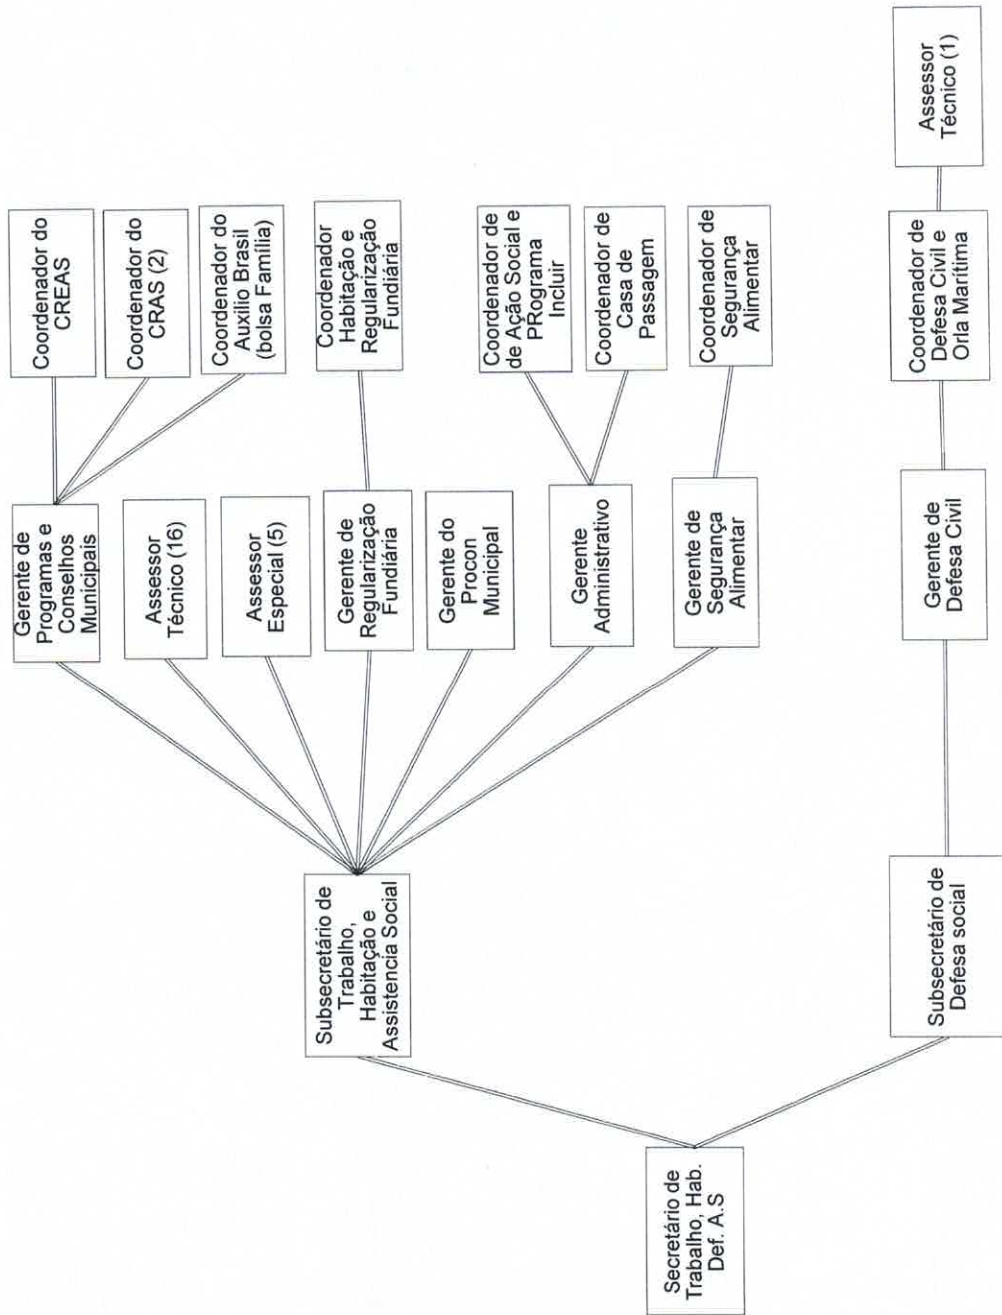 Secretário de
Trabalho, Hab.
Def. A.S
Subsecretário de
Trabalho,
Habitação e
Assistencia Social
Subsecretário de
Defesa social
Gerente de
Programas e
Conselhos
Municipais
Assessor
Técnico (16)
Assessor
Especial (5)
Gerente de
Regularização
Fundiária
Gerente do
Procon
Municipal
Gerente
Administrativo
Gerente de
Segurança
Alimentar
Gerente de
Defesa Civil
Coordenador do
CREAS
Coordenador do
CRAS (2)
Coordenador do
Auxílio Brasil
(bolsa Família)
Coordenador
Habitação e
Regularização
Fundiária
Coordenador de
de Ação Social e
PRograma
Incluir
Coordenador de
Casa de
Passagem
Coordenador de
Segurança
Alimentar
Coordenador de
Defesa Civil e
Orla Marítima
Assessor
Técnico (1)